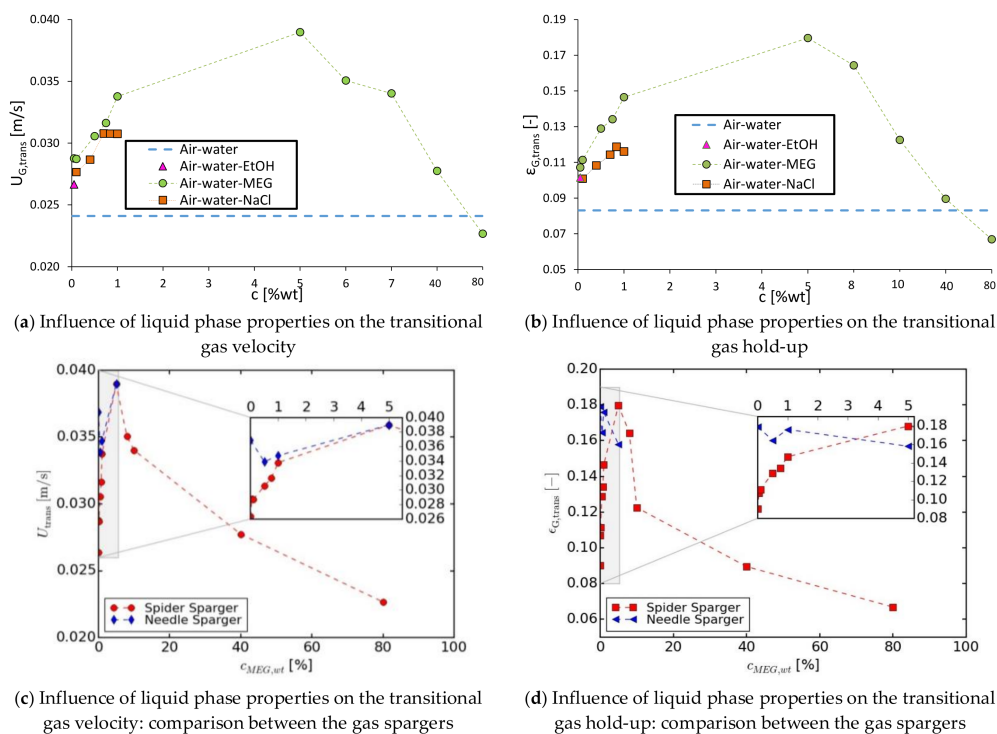 0.040
0.035
0.030
0.025
0.020
U_G,trans [m/s]
Air-water
Air-water-EtOH
Air-water-MEG
Air-water-NaCl
0 1 2 3 4 5 6 7 40 80
c [%wt]
(a) Influence of liquid phase properties on the transitional
gas velocity
0.19
0.17
0.15
0.13
0.11
0.09
0.07
0.05
ε_G,trans [-]
Air-water
Air-water-EtOH
Air-water-MEG
Air-water-NaCl
0 1 2 3 4 5 8 10 40 80
c [%wt]
(b) Influence of liquid phase properties on the transitional
gas hold-up
0.040
0.035
0.030
0.025
0.020
U_trans [m/s]
0 1 2 3 4 5
0.040
0.038
0.036
0.034
0.032
0.030
0.028
0.026
Spider Sparger
Needle Sparger
0 20 40 60 80 100
c_MEG,wt [%]
(c) Influence of liquid phase properties on the transitional
gas velocity: comparison between the gas spargers
0.20
0.18
0.16
0.14
0.12
0.10
0.08
0.06
ϵ_G,trans [−]
0 1 2 3 4 5
0.18
0.16
0.14
0.12
0.10
0.08
Spider Sparger
Needle Sparger
0 20 40 60 80 100
c_MEG,wt [%]
(d) Influence of liquid phase properties on the transitional
gas hold-up: comparison between the gas spargers